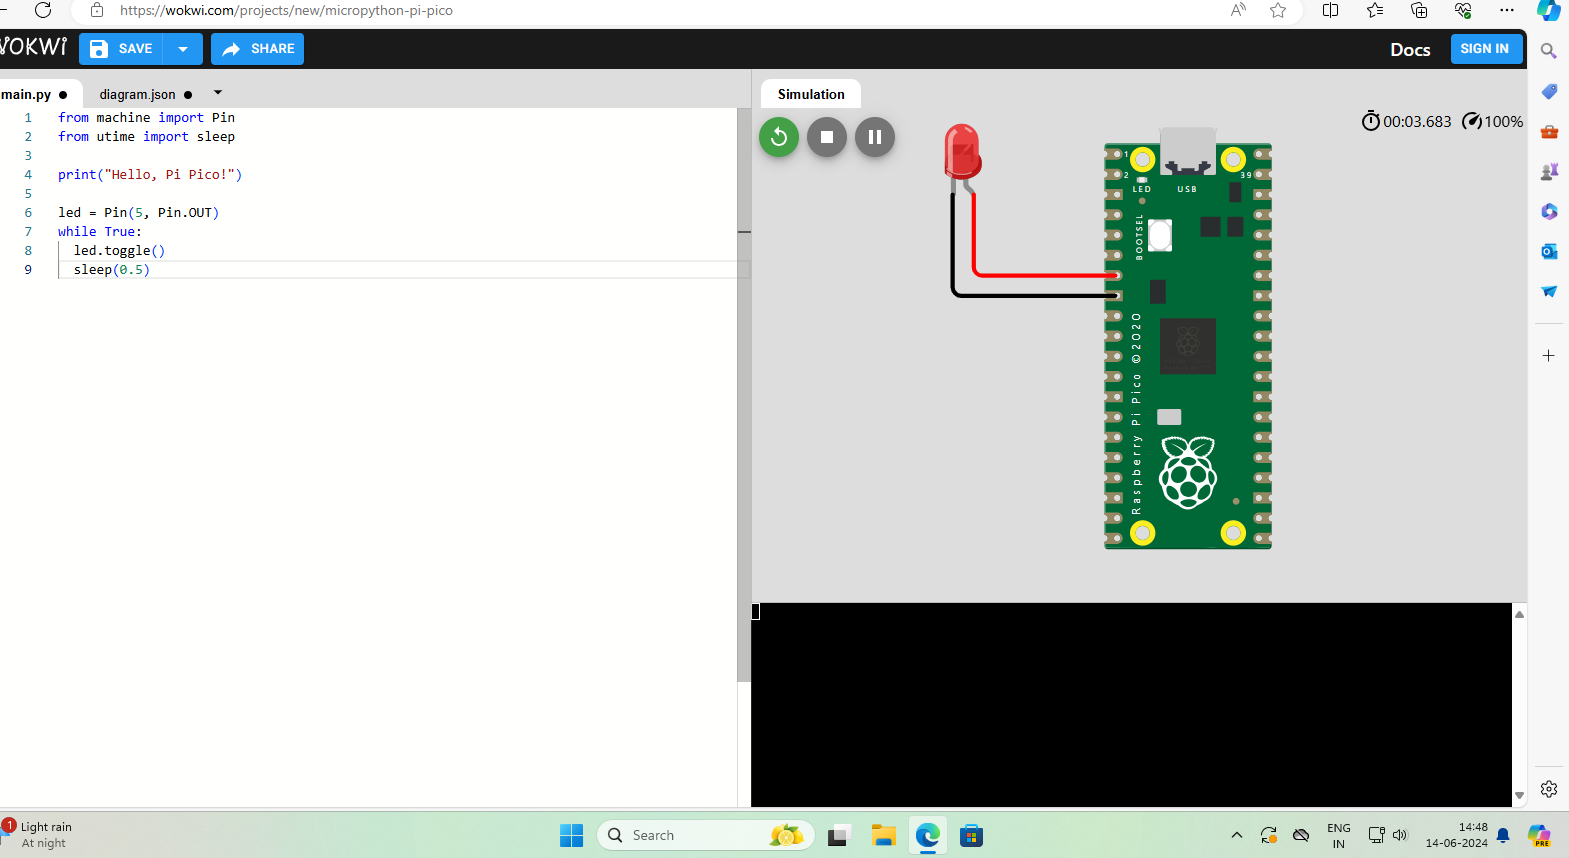 https://wokwi.com/projects/new/micropython-pi-pico
WOKWi
SAVE
SHARE
Docs
SIGN IN
main.py
diagram.json
Simulation
1 from machine import Pin
2 from utime import sleep
3
4 print("Hello, Pi Pico!")
5
6 led = Pin(5, Pin.OUT)
7 while True:
8 led.toggle()
9 sleep(0.5)
00:03.683
100%
1
2
39
LED
USB
BOOTSEL
Raspberry Pi Pico ©2020
1
Light rain
At night
Search
ENG
IN
14:48
14-06-2024
PRE